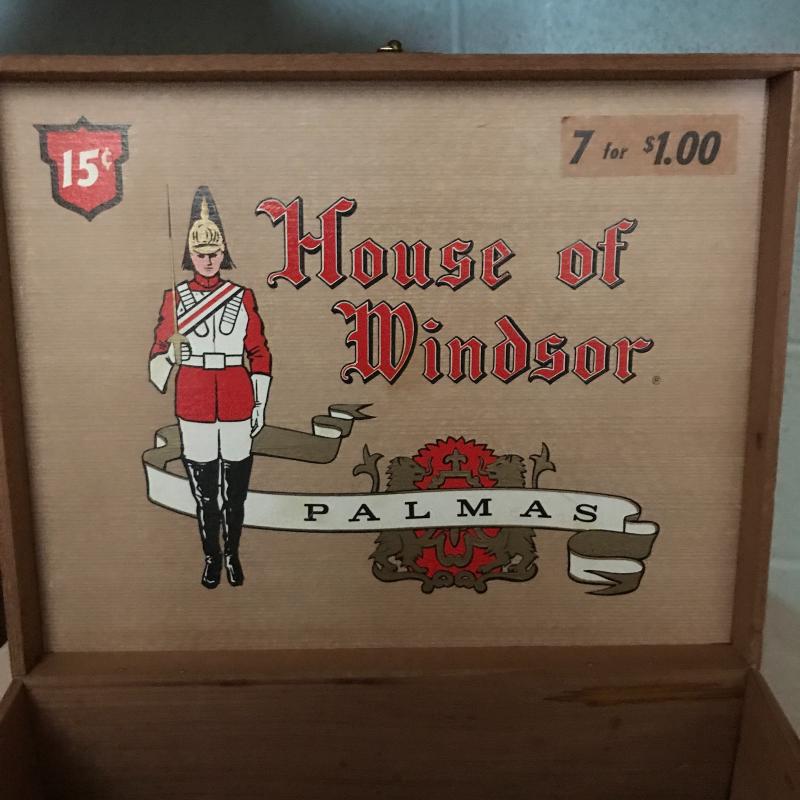 15¢
7 for $1.00
House of
Windsor®
PALMAS